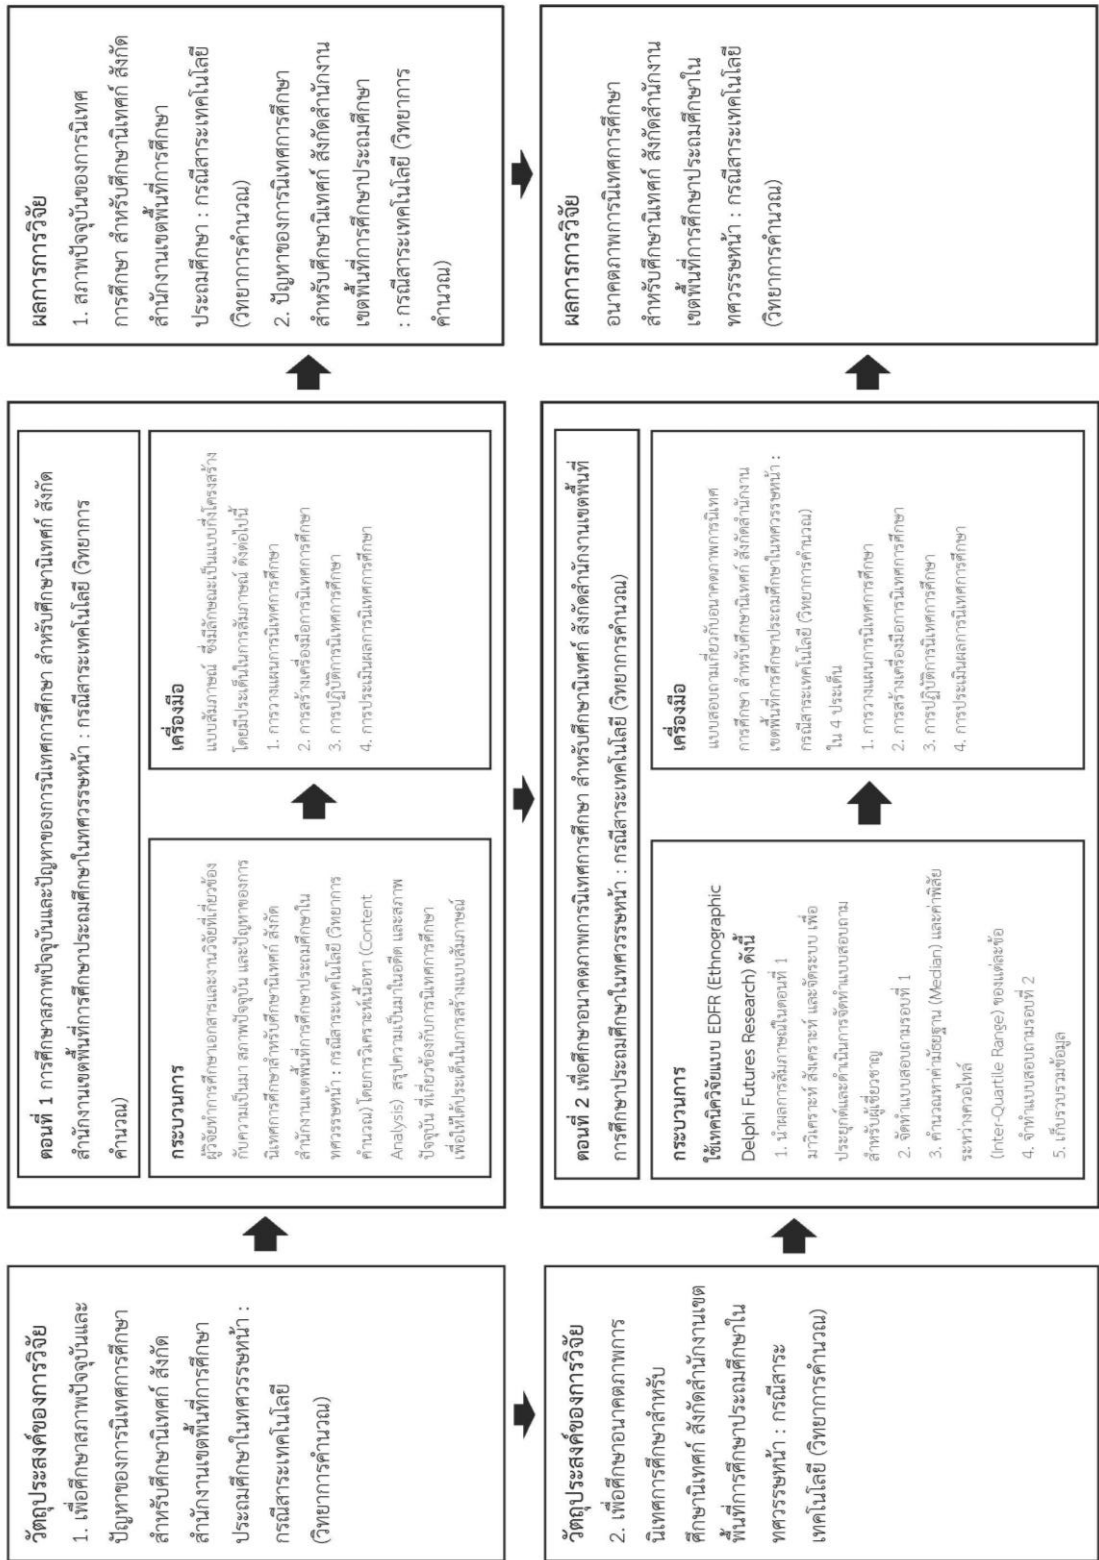 วัตถุประสงค์ของการวิจัย
1. เพื่อศึกษาสภาพปัจจุบันและ
ปัญหาของการนิเทศการศึกษา
สำหรับศึกษานิเทศก์ สังกัด
สำนักงานเขตพื้นที่การศึกษา
ประถมศึกษาในทศวรรษหน้า :
กรณีสาระเทคโนโลยี
(วิทยาการคำนวณ)
ตอนที่ 1 การศึกษาสภาพปัจจุบันและปัญหาของการนิเทศการศึกษา สำหรับศึกษานิเทศก์ สังกัด
สำนักงานเขตพื้นที่การศึกษาประถมศึกษาในทศวรรษหน้า : กรณีสาระเทคโนโลยี (วิทยาการ
คำนวณ)
กระบวนการ
ผู้วิจัยทำการศึกษาเอกสารและงานวิจัยที่เกี่ยวข้อง
กับความเป็นมา สภาพปัจจุบัน และปัญหาของการ
นิเทศการศึกษาสำหรับศึกษานิเทศก์ สังกัด
สำนักงานเขตพื้นที่การศึกษาประถมศึกษาใน
ทศวรรษหน้า : กรณีสาระเทคโนโลยี (วิทยาการ
คำนวณ) โดยการวิเคราะห์เนื้อหา (Content
Analysis) สรุปความเป็นมาในอดีต และสภาพ
ปัจจุบัน ที่เกี่ยวข้องกับการนิเทศการศึกษา
เพื่อให้ได้ประเด็นในการสร้างแบบสัมภาษณ์
เครื่องมือ
แบบสัมภาษณ์ ซึ่งมีลักษณะเป็นแบบกึ่งโครงสร้าง
โดยมีประเด็นในการสัมภาษณ์ ดังต่อไปนี้
1. การวางแผนการนิเทศการศึกษา
2. การสร้างเครื่องมือการนิเทศการศึกษา
3. การปฏิบัติการนิเทศการศึกษา
4. การประเมินผลการนิเทศการศึกษา
ผลการการวิจัย
1. สภาพปัจจุบันของการนิเทศ
การศึกษา สำหรับศึกษานิเทศก์ สังกัด
สำนักงานเขตพื้นที่การศึกษา
ประถมศึกษา : กรณีสาระเทคโนโลยี
(วิทยาการคำนวณ)
2. ปัญหาของการนิเทศการศึกษา
สำหรับศึกษานิเทศก์ สังกัดสำนักงาน
เขตพื้นที่การศึกษาประถมศึกษา
: กรณีสาระเทคโนโลยี (วิทยาการ
คำนวณ)
วัตถุประสงค์ของการวิจัย
2. เพื่อศึกษาอนาคตภาพการ
นิเทศการศึกษาสำหรับ
ศึกษานิเทศก์ สังกัดสำนักงานเขต
พื้นที่การศึกษาประถมศึกษาใน
ทศวรรษหน้า : กรณีสาระ
เทคโนโลยี (วิทยาการคำนวณ)
ตอนที่ 2 เพื่อศึกษาอนาคตภาพการนิเทศการศึกษา สำหรับศึกษานิเทศก์ สังกัดสำนักงานเขตพื้นที่
การศึกษาประถมศึกษาในทศวรรษหน้า : กรณีสาระเทคโนโลยี (วิทยาการคำนวณ)
กระบวนการ
ใช้เทคนิควิจัยแบบ EDFR (Ethnographic
Delphi Futures Research) ดังนี้
1. นำผลการสัมภาษณ์ในตอนที่ 1
มาวิเคราะห์ สังเคราะห์ และจัดระบบ เพื่อ
ประยุกต์และดำเนินการจัดทำแบบสอบถาม
สำหรับผู้เชี่ยวชาญ
2. จัดทำแบบสอบถามรอบที่ 1
3. คำนวณหาค่ามัธยฐาน (Median) และค่าพิสัย
ระหว่างควอไทล์
(Inter-Quartile Range) ของแต่ละข้อ
4. จำทำแบบสอบถามรอบที่ 2
5. เก็บรวบรวมข้อมูล
เครื่องมือ
แบบสอบถามเกี่ยวกับอนาคตภาพการนิเทศ
การศึกษา สำหรับศึกษานิเทศก์ สังกัดสำนักงาน
เขตพื้นที่การศึกษาประถมศึกษาในทศวรรษหน้า :
กรณีสาระเทคโนโลยี (วิทยาการคำนวณ)
ใน 4 ประเด็น
1. การวางแผนการนิเทศการศึกษา
2. การสร้างเครื่องมือการนิเทศการศึกษา
3. การปฏิบัติการนิเทศการศึกษา
4. การประเมินผลการนิเทศการศึกษา
ผลการการวิจัย
อนาคตภาพการนิเทศการศึกษา
สำหรับศึกษานิเทศก์ สังกัดสำนักงาน
เขตพื้นที่การศึกษาประถมศึกษาใน
ทศวรรษหน้า : กรณีสาระเทคโนโลยี
(วิทยาการคำนวณ)